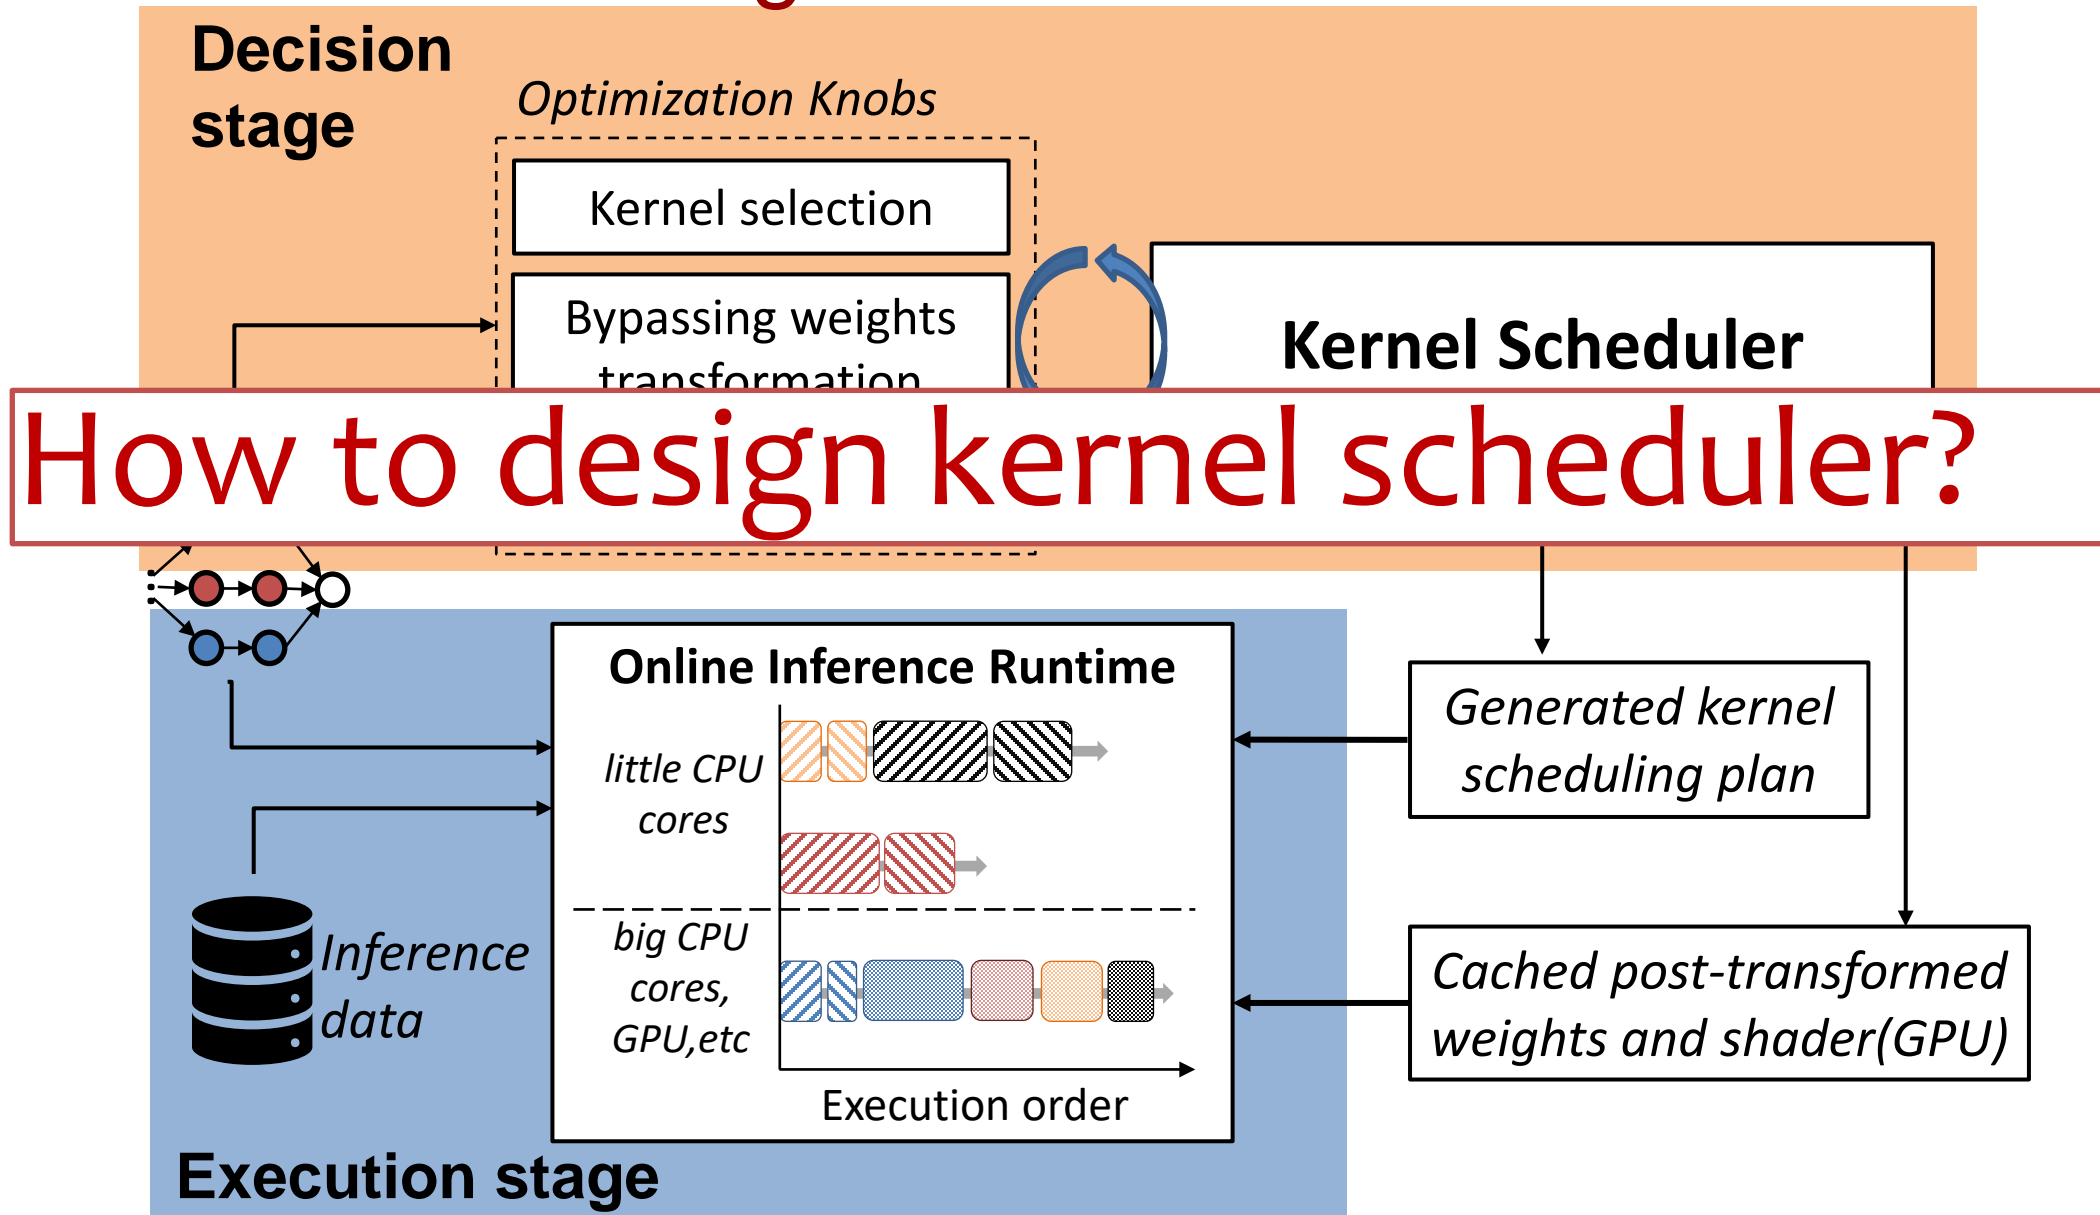 Decision
stage
Optimization Knobs
Kernel selection
Bypassing weights
transformation
Kernel Scheduler
How to design kernel scheduler?
Online Inference Runtime
little CPU
cores
big CPU
cores,
GPU,etc
Execution order
Generated kernel
scheduling plan
Cached post-transformed
weights and shader(GPU)
Inference
data
Execution stage